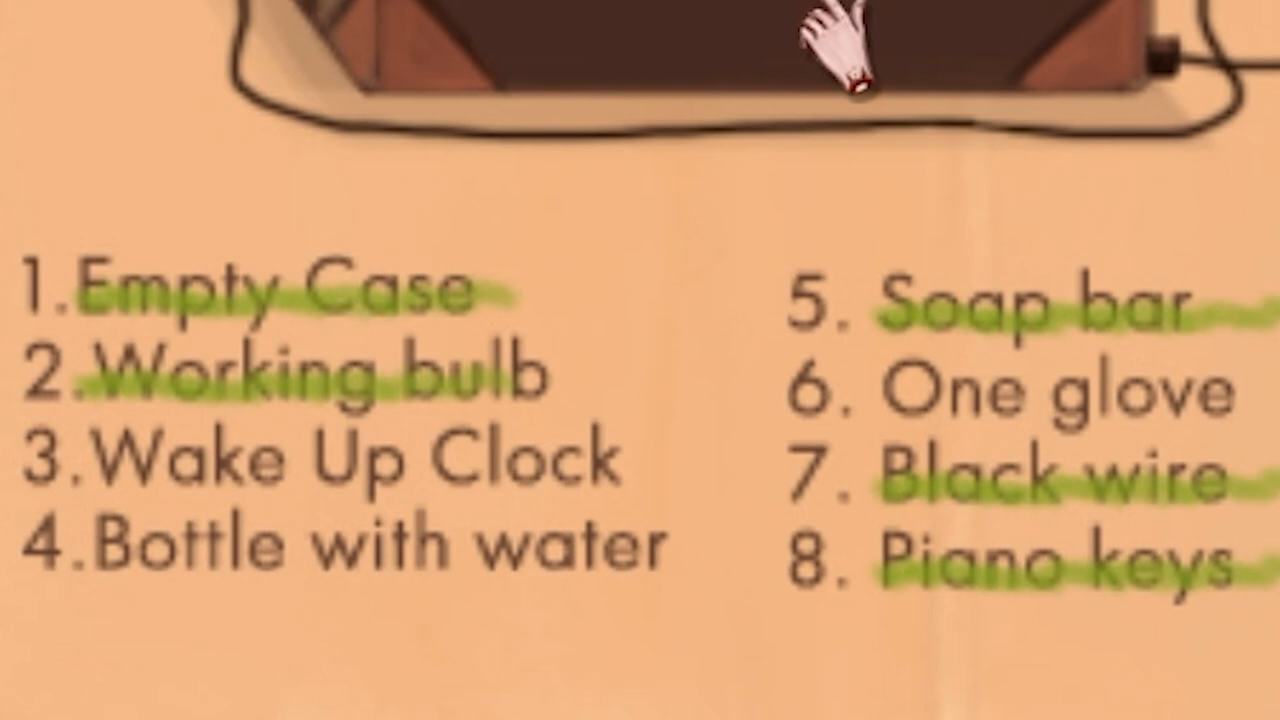 1.Empty Case
2.Working bulb
3.Wake Up Clock
4.Bottle with water
5. Soap bar
6. One glove
7. Black wire
8. Piano keys